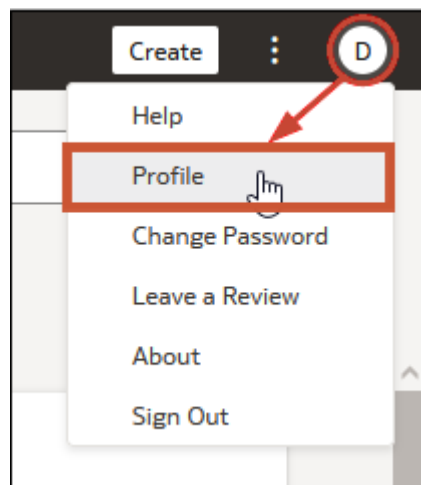 Create D
Help
Profile
Change Password
Leave a Review
About
Sign Out